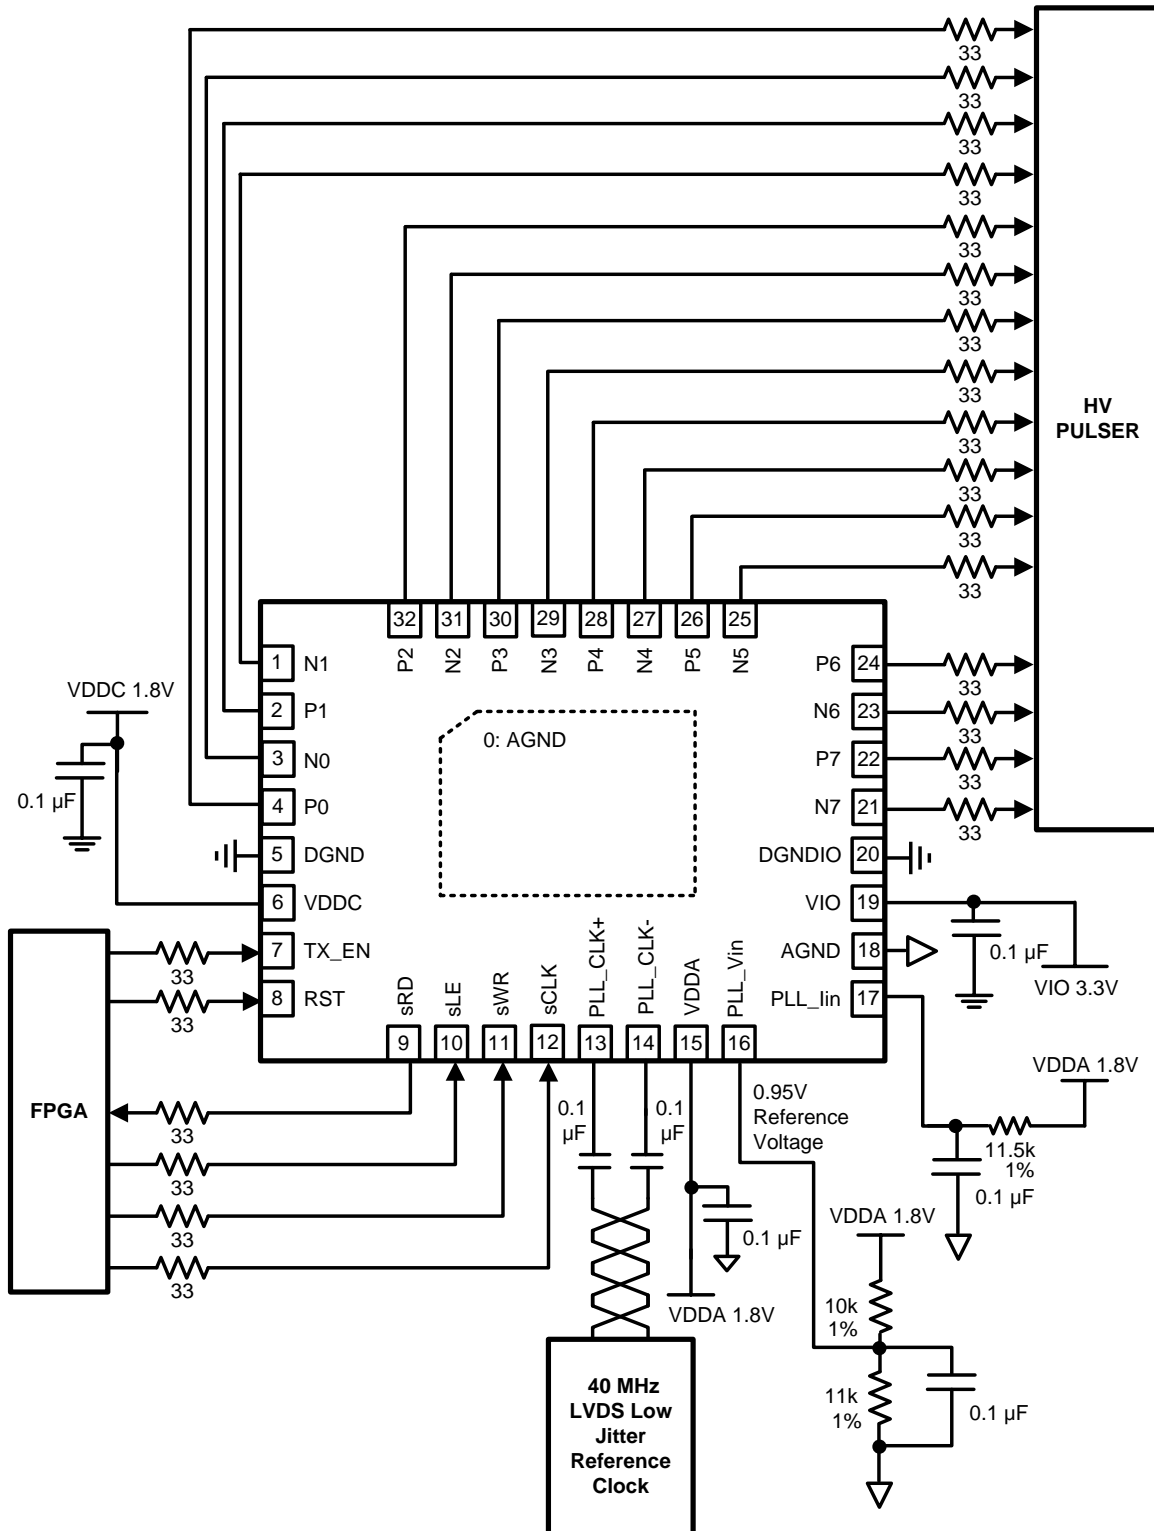 33
33
33
33
33
33
33
33
HV
PULSER
33
33
33
33
32
31
30
29
28
27
26
25
P2
N2
P3
N3
P4
N4
P5
N5
1
N1
2
P1
3
N0
4
P0
5
DGND
6
VDDC
7
TX_EN
8
RST
VDDC 1.8V
0.1 µF
0: AGND
P6
24
33
N6
23
33
P7
22
33
N7
21
33
DGNDIO
20
VIO
19
AGND
18
PLL_Iin
17
0.1 µF
VIO 3.3V
33
33
sRD
sLE
sWR
sCLK
PLL_CLK+
PLL_CLK-
VDDA
PLL_Vin
9
10
11
12
13
14
15
16
FPGA
33
33
33
33
0.1
µF
0.1
µF
0.95V
Reference
Voltage
VDDA 1.8V
11.5k
1%
0.1 µF
0.1 µF
VDDA 1.8V
VDDA 1.8V
10k
1%
11k
1%
0.1 µF
40 MHz
LVDS Low
Jitter
Reference
Clock